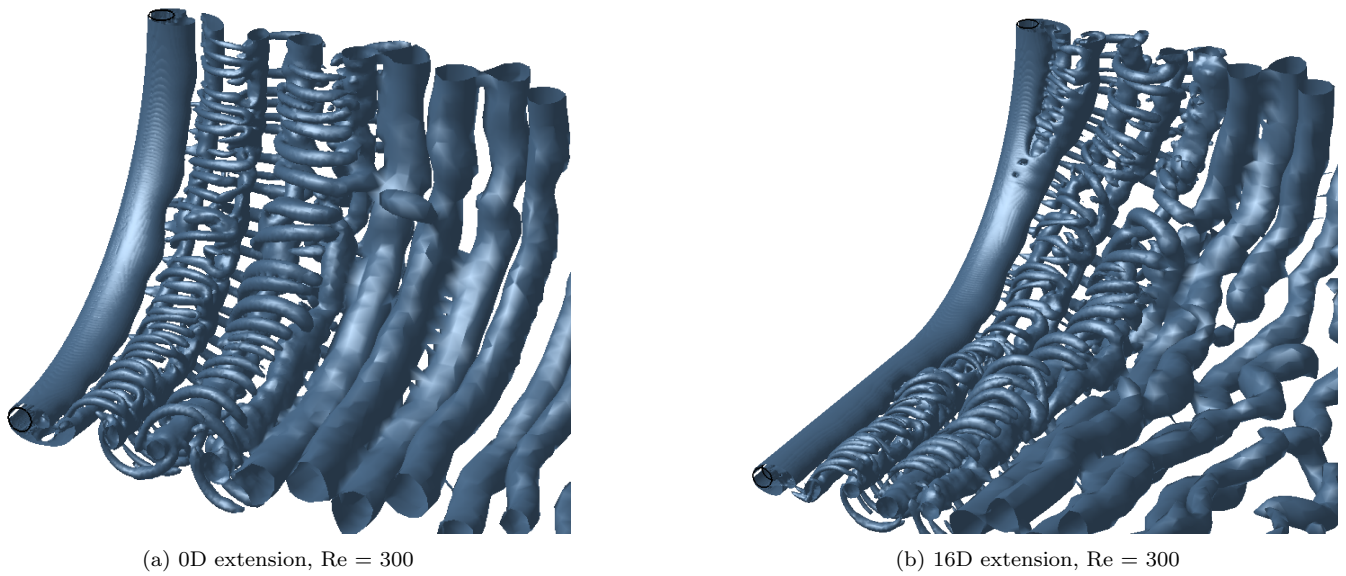 (a) 0D extension, Re = 300
(b) 16D extension, Re = 300